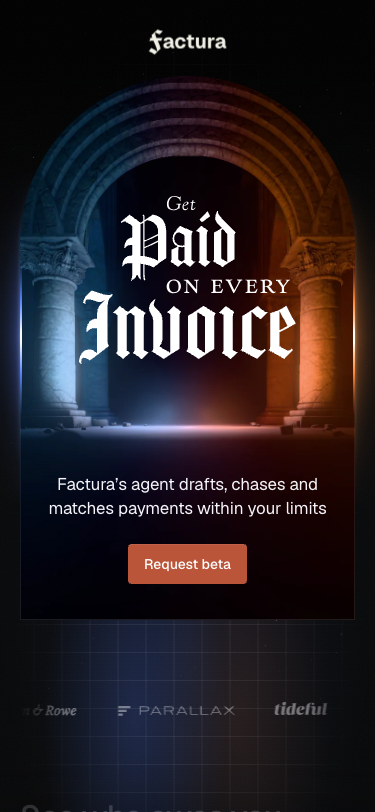 Factura
Get
Paid
ON EVERY
Invoice
Factura's agent drafts, chases and
matches payments within your limits
Request beta
& Rowe
PARALLAX
tideful